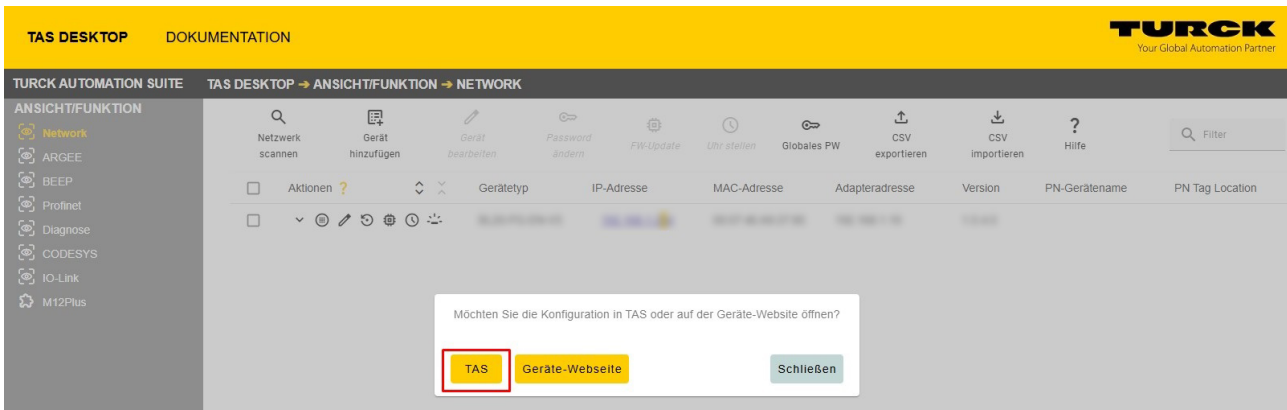 TAS DESKTOP DOKUMENTATION
TURCK
Your Global Automation Partner
TURCK AUTOMATION SUITE TAS DESKTOP ➔ ANSICHT/FUNKTION ➔ NETWORK
ANSICHT/FUNKTION
Network
ARGEE
BEEP
Profinet
Diagnose
CODESYS
IO-Link
M12Plus
Netzwerk scannen
Gerät hinzufügen
Gerät bearbeiten
Password ändern
FW-Update
Uhr stellen
Globales PW
CSV exportieren
CSV importieren
? Hilfe
Filter
Aktionen ? Gerätetyp IP-Adresse MAC-Adresse Adapteradresse Version PN-Gerätename PN Tag Location
Möchten Sie die Konfiguration in TAS oder auf der Geräte-Website öffnen?
TAS Geräte-Webseite Schließen